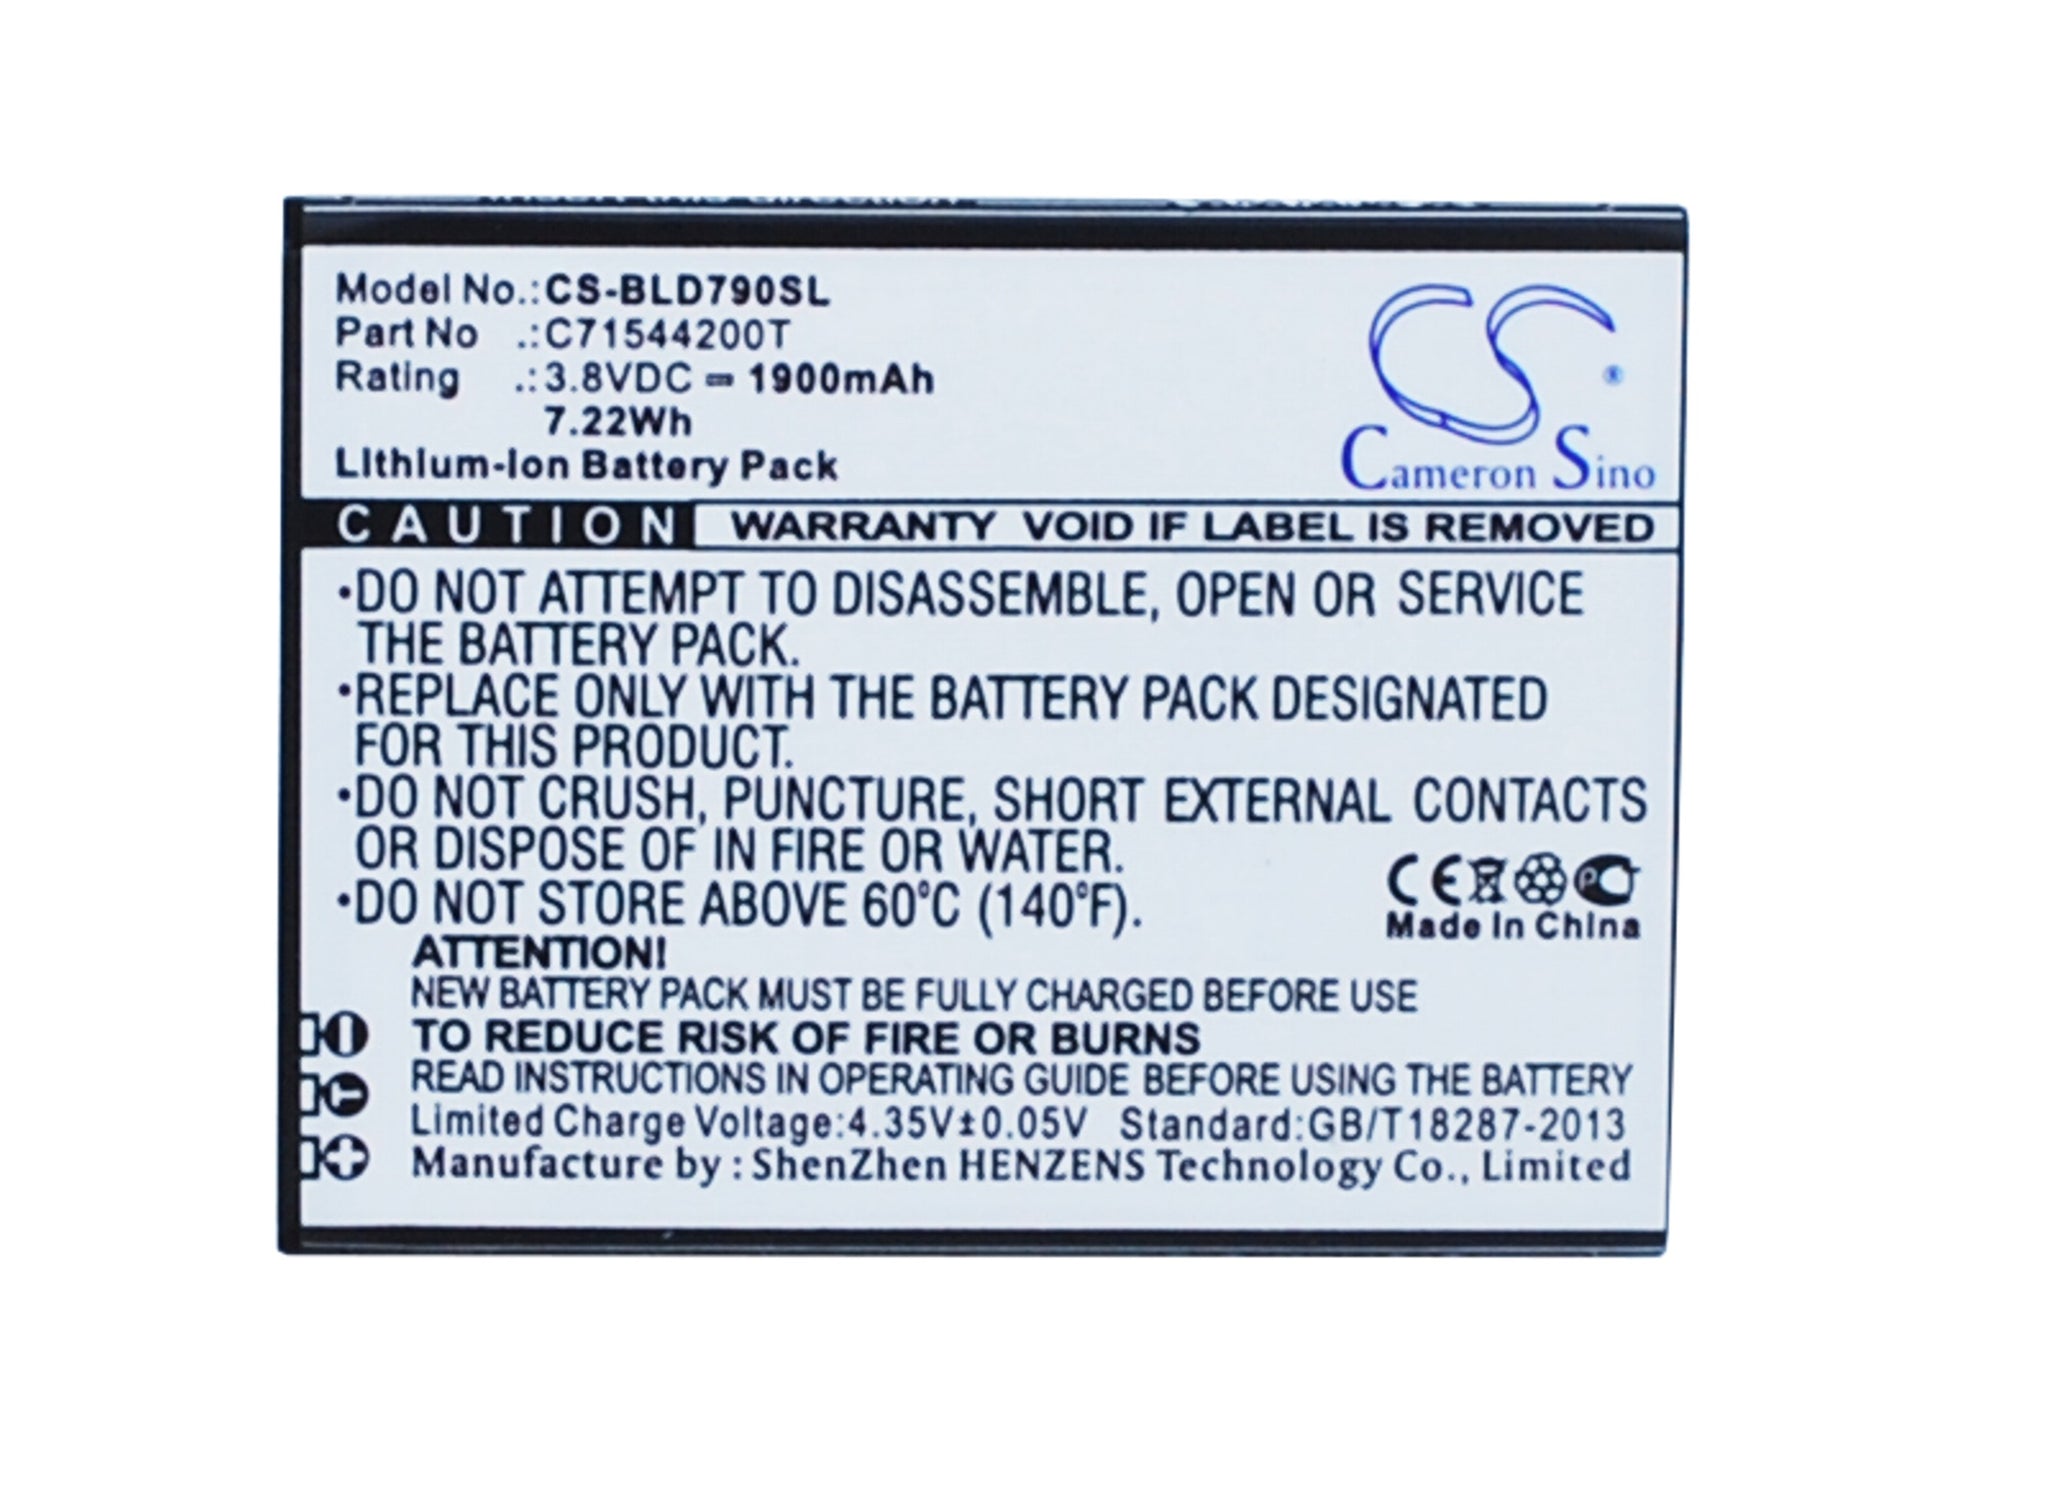 Model No.:CS-BLD790SL
Part No .:C71544200T
Rating .:3.8VDC ⎓ 1900mAh
7.22Wh
Lithium-Ion Battery Pack
CS®
Cameron Sino
CAUTION WARRANTY VOID IF LABEL IS REMOVED
•DO NOT ATTEMPT TO DISASSEMBLE, OPEN OR SERVICE
THE BATTERY PACK.
•REPLACE ONLY WITH THE BATTERY PACK DESIGNATED
FOR THIS PRODUCT.
•DO NOT CRUSH, PUNCTURE, SHORT EXTERNAL CONTACTS
OR DISPOSE OF IN FIRE OR WATER.
•DO NOT STORE ABOVE 60°C (140°F).
CE
Made In China
ATTENTION!
NEW BATTERY PACK MUST BE FULLY CHARGED BEFORE USE
TO REDUCE RISK OF FIRE OR BURNS
READ INSTRUCTIONS IN OPERATING GUIDE BEFORE USING THE BATTERY
Limited Charge Voltage:4.35V±0.05V Standard:GB/T18287-2013
Manufacture by : ShenZhen HENZENS Technology Co., Limited